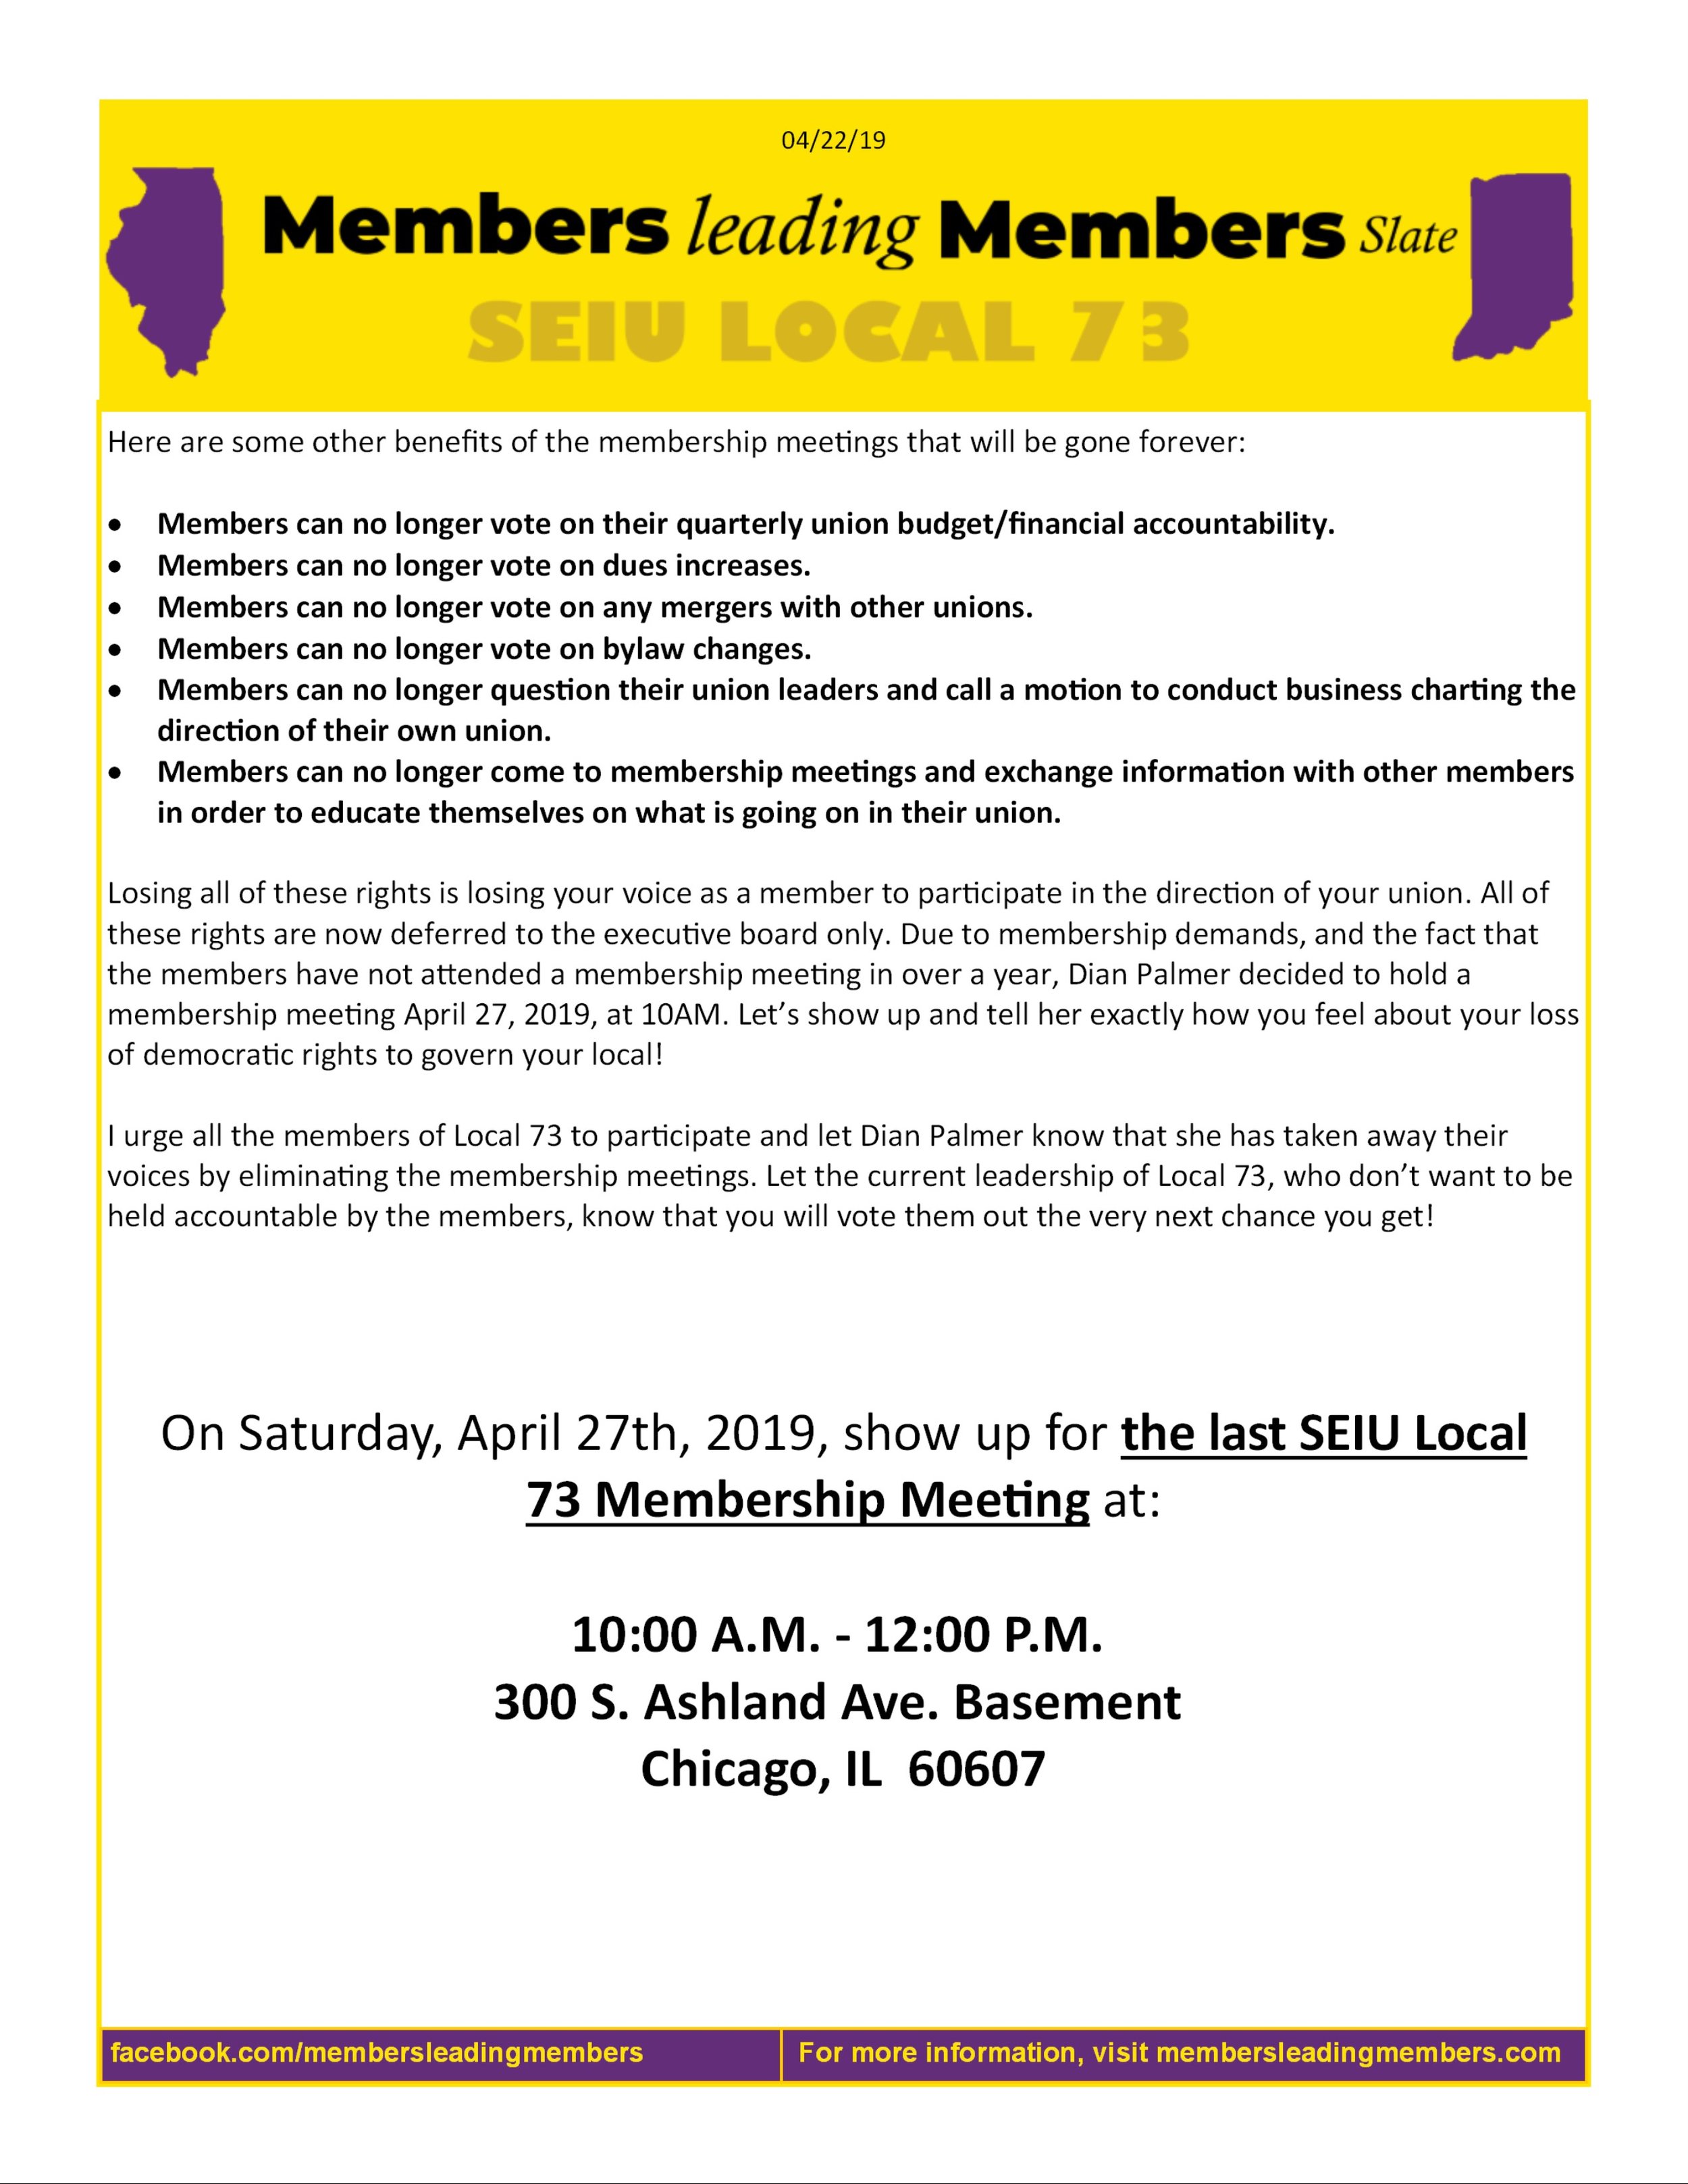 04/22/19
Members leading Members Slate
SEIU LOCAL 73
Here are some other benefits of the membership meetings that will be gone forever:
• Members can no longer vote on their quarterly union budget/financial accountability.
• Members can no longer vote on dues increases.
• Members can no longer vote on any mergers with other unions.
• Members can no longer vote on bylaw changes.
• Members can no longer question their union leaders and call a motion to conduct business charting the
direction of their own union.
• Members can no longer come to membership meetings and exchange information with other members
in order to educate themselves on what is going on in their union.
Losing all of these rights is losing your voice as a member to participate in the direction of your union. All of
these rights are now deferred to the executive board only. Due to membership demands, and the fact that
the members have not attended a membership meeting in over a year, Dian Palmer decided to hold a
membership meeting April 27, 2019, at 10AM. Let’s show up and tell her exactly how you feel about your loss
of democratic rights to govern your local!
I urge all the members of Local 73 to participate and let Dian Palmer know that she has taken away their
voices by eliminating the membership meetings. Let the current leadership of Local 73, who don’t want to be
held accountable by the members, know that you will vote them out the very next chance you get!
On Saturday, April 27th, 2019, show up for the last SEIU Local
73 Membership Meeting at:
10:00 A.M. - 12:00 P.M.
300 S. Ashland Ave. Basement
Chicago, IL 60607
facebook.com/membersleadingmembers
For more information, visit membersleadingmembers.com